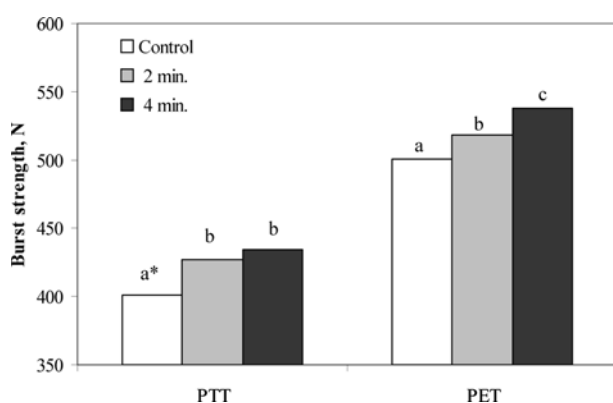 600
550
500
450
400
350
Burst strength, N
Control
2 min.
4 min.
a*
b
b
a
b
c
PTT
PET